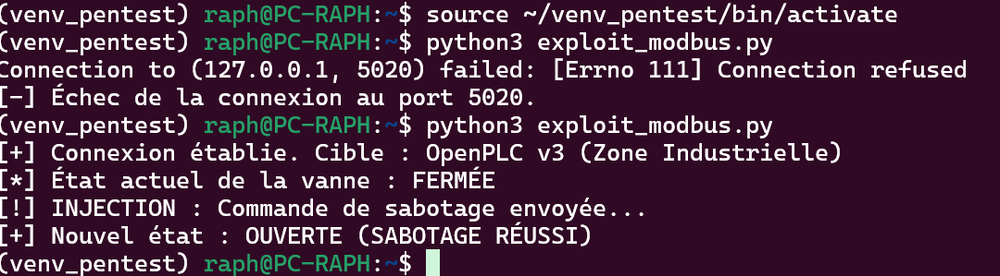 (venv_pentest) raph@PC-RAPH:~$ source ~/venv_pentest/bin/activate
(venv_pentest) raph@PC-RAPH:~$ python3 exploit_modbus.py
Connection to (127.0.0.1, 5020) failed: [Errno 111] Connection refused
[-] Échec de la connexion au port 5020.
(venv_pentest) raph@PC-RAPH:~$ python3 exploit_modbus.py
[+] Connexion établie. Cible : OpenPLC v3 (Zone Industrielle)
[*] État actuel de la vanne : FERMÉE
[!] INJECTION : Commande de sabotage envoyée...
[+] Nouvel état : OUVERTE (SABOTAGE RÉUSSI)
(venv_pentest) raph@PC-RAPH:~$